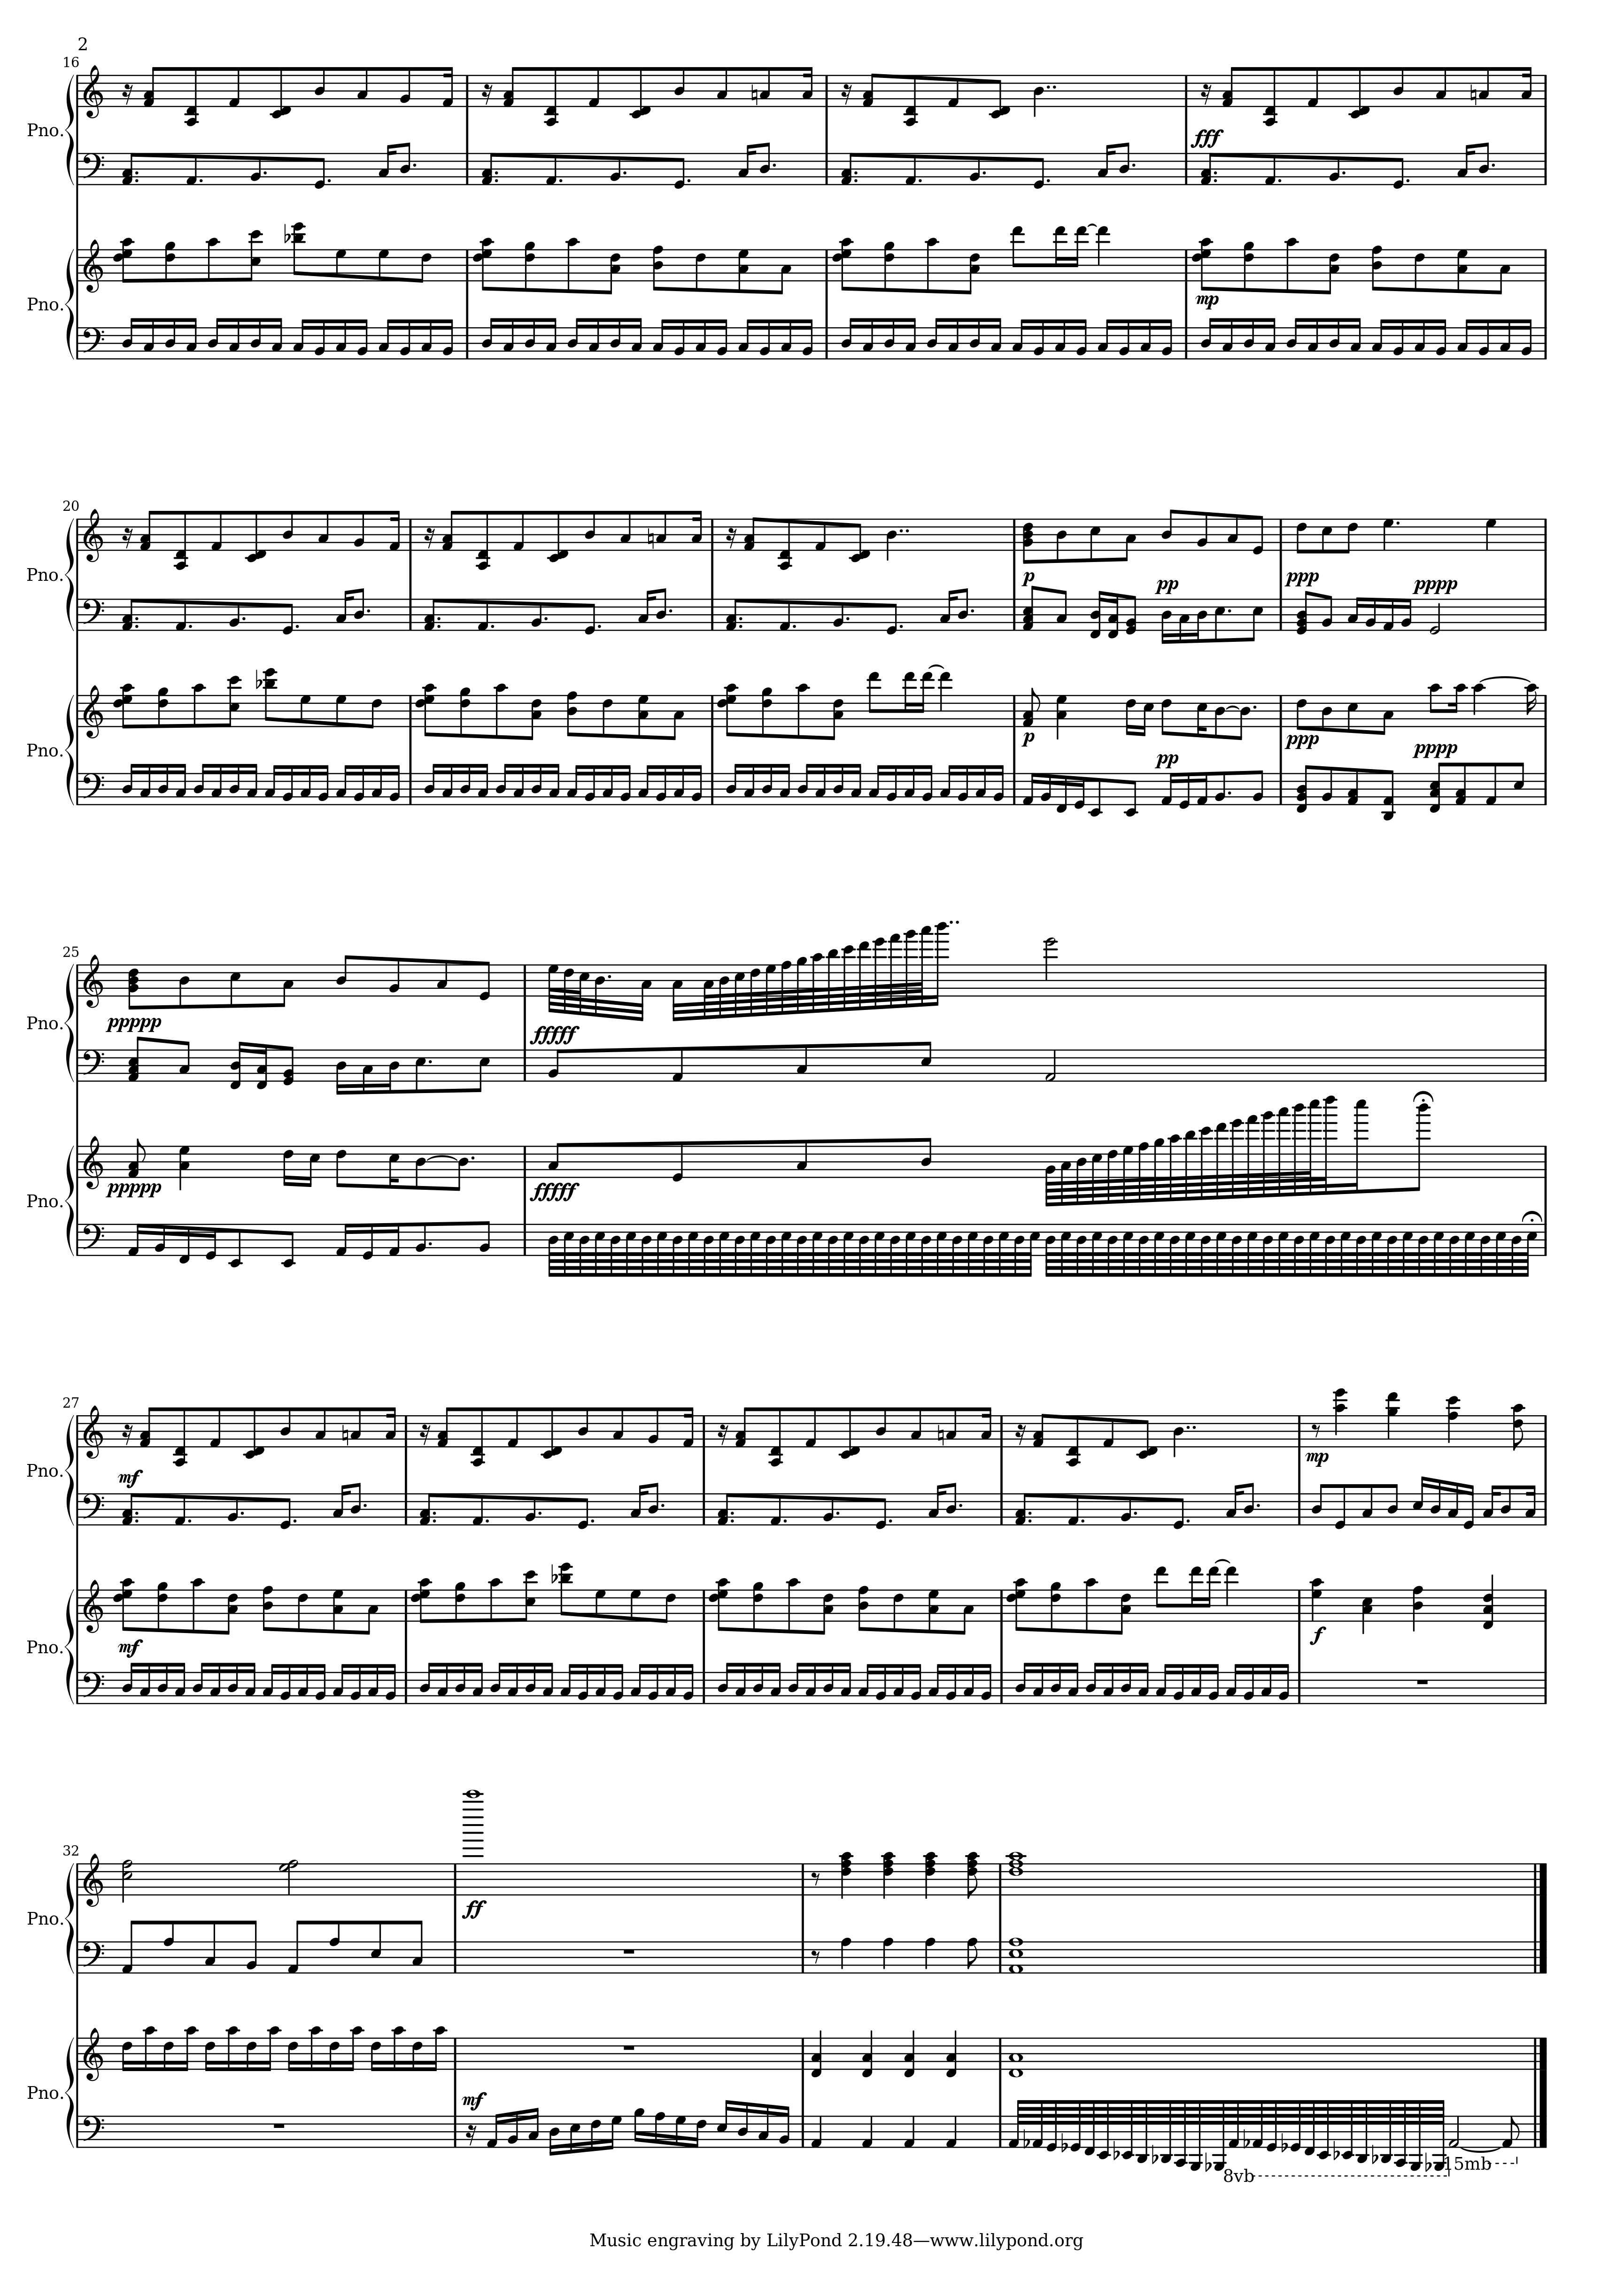 2
16
Pno.
fff
Pno.
mp
20
Pno.
p
pp
ppp
pppp
Pno.
p
pp
ppp
pppp
25
Pno.
ppppp
fffff
Pno.
ppppp
fffff
27
Pno.
mf
mp
Pno.
mf
f
32
Pno.
ff
Pno.
mf
8vb
15mb
Music engraving by LilyPond 2.19.48—www.lilypond.org